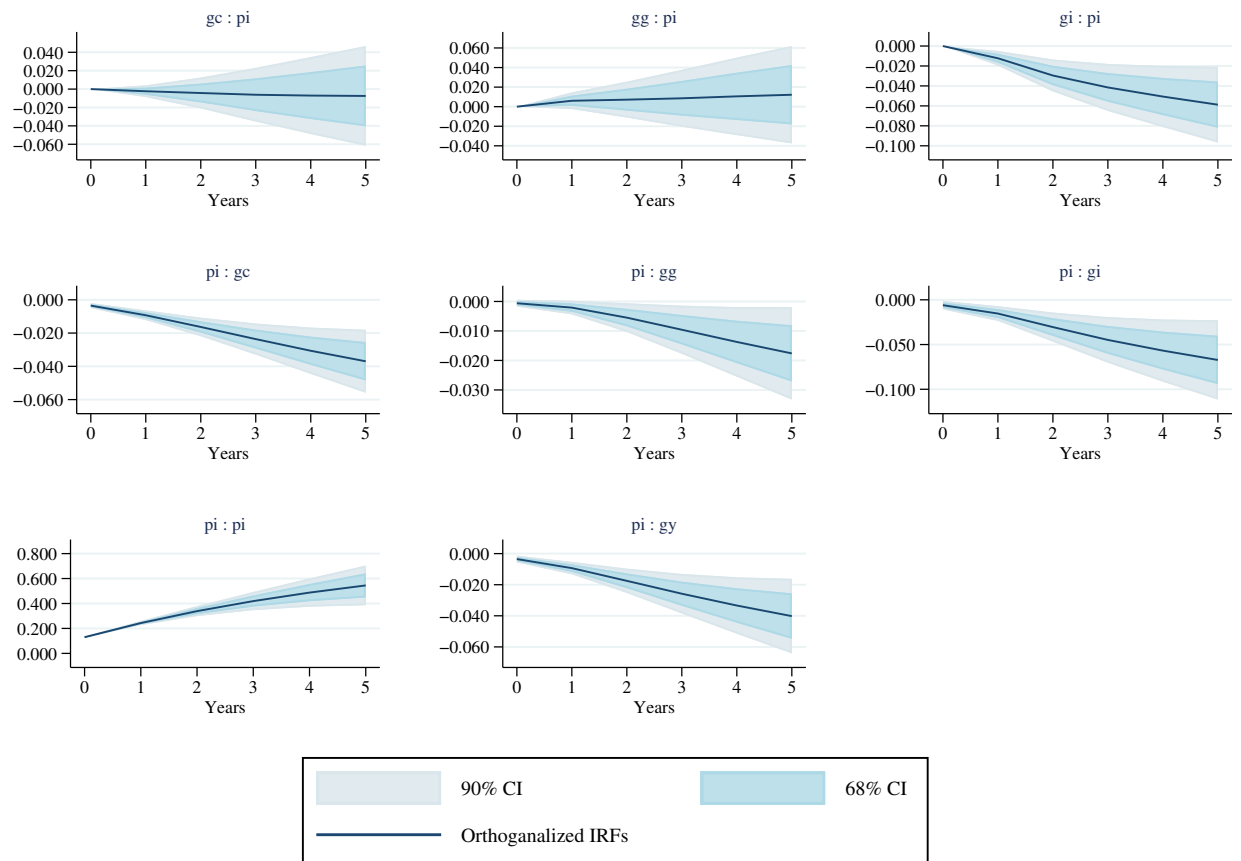 gc : pi
gg : pi
gi : pi
0.040
0.020
0.000
−0.020
−0.040
−0.060
0 1 2 3 4 5
Years
0.060
0.040
0.020
0.000
−0.020
−0.040
0 1 2 3 4 5
Years
0.000
−0.020
−0.040
−0.060
−0.080
−0.100
0 1 2 3 4 5
Years
pi : gc
pi : gg
pi : gi
0.000
−0.020
−0.040
−0.060
0 1 2 3 4 5
Years
0.000
−0.010
−0.020
−0.030
0 1 2 3 4 5
Years
0.000
−0.050
−0.100
0 1 2 3 4 5
Years
pi : pi
pi : gy
0.800
0.600
0.400
0.200
0.000
0 1 2 3 4 5
Years
0.000
−0.020
−0.040
−0.060
0 1 2 3 4 5
Years
90% CI
68% CI
Orthoganalized IRFs